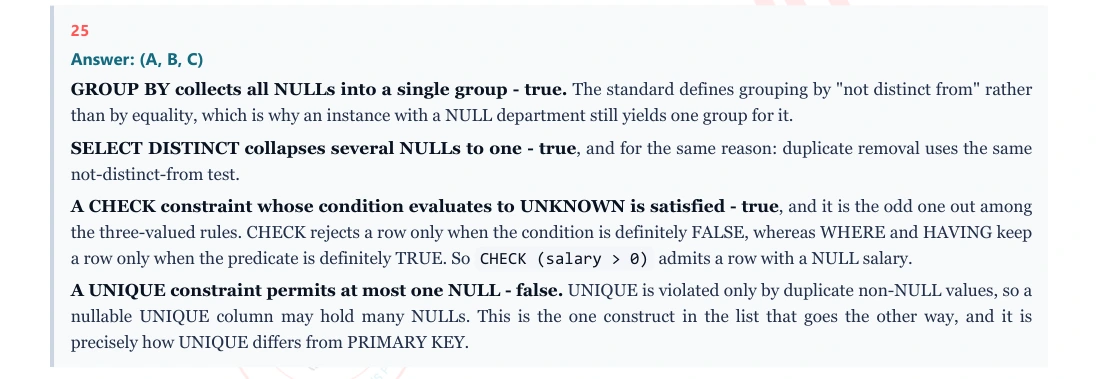 25
Answer: (A, B, C)
GROUP BY collects all NULLs into a single group - true. The standard defines grouping by "not distinct from" rather
than by equality, which is why an instance with a NULL department still yields one group for it.
SELECT DISTINCT collapses several NULLs to one - true, and for the same reason: duplicate removal uses the same
not-distinct-from test.
A CHECK constraint whose condition evaluates to UNKNOWN is satisfied - true, and it is the odd one out among
the three-valued rules. CHECK rejects a row only when the condition is definitely FALSE, whereas WHERE and HAVING keep
a row only when the predicate is definitely TRUE. So CHECK (salary > 0) admits a row with a NULL salary.
A UNIQUE constraint permits at most one NULL - false. UNIQUE is violated only by duplicate non-NULL values, so a
nullable UNIQUE column may hold many NULLs. This is the one construct in the list that goes the other way, and it is
precisely how UNIQUE differs from PRIMARY KEY.